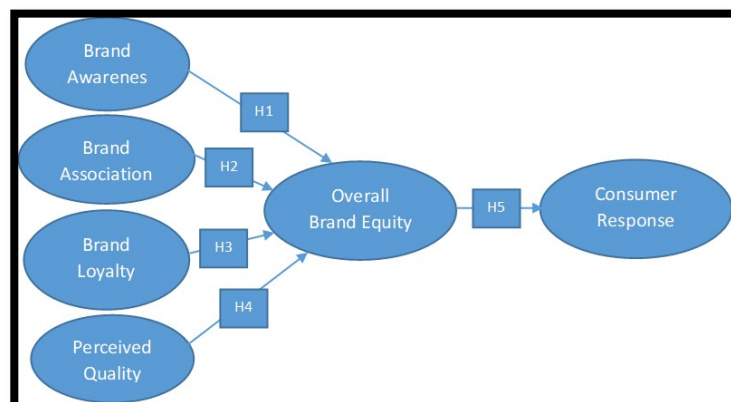 Brand
Awarenes
H1
Brand
Association
H2
Overall
Brand Equity
H5
Consumer
Response
Brand
Loyalty
H3
H4
Perceived
Quality